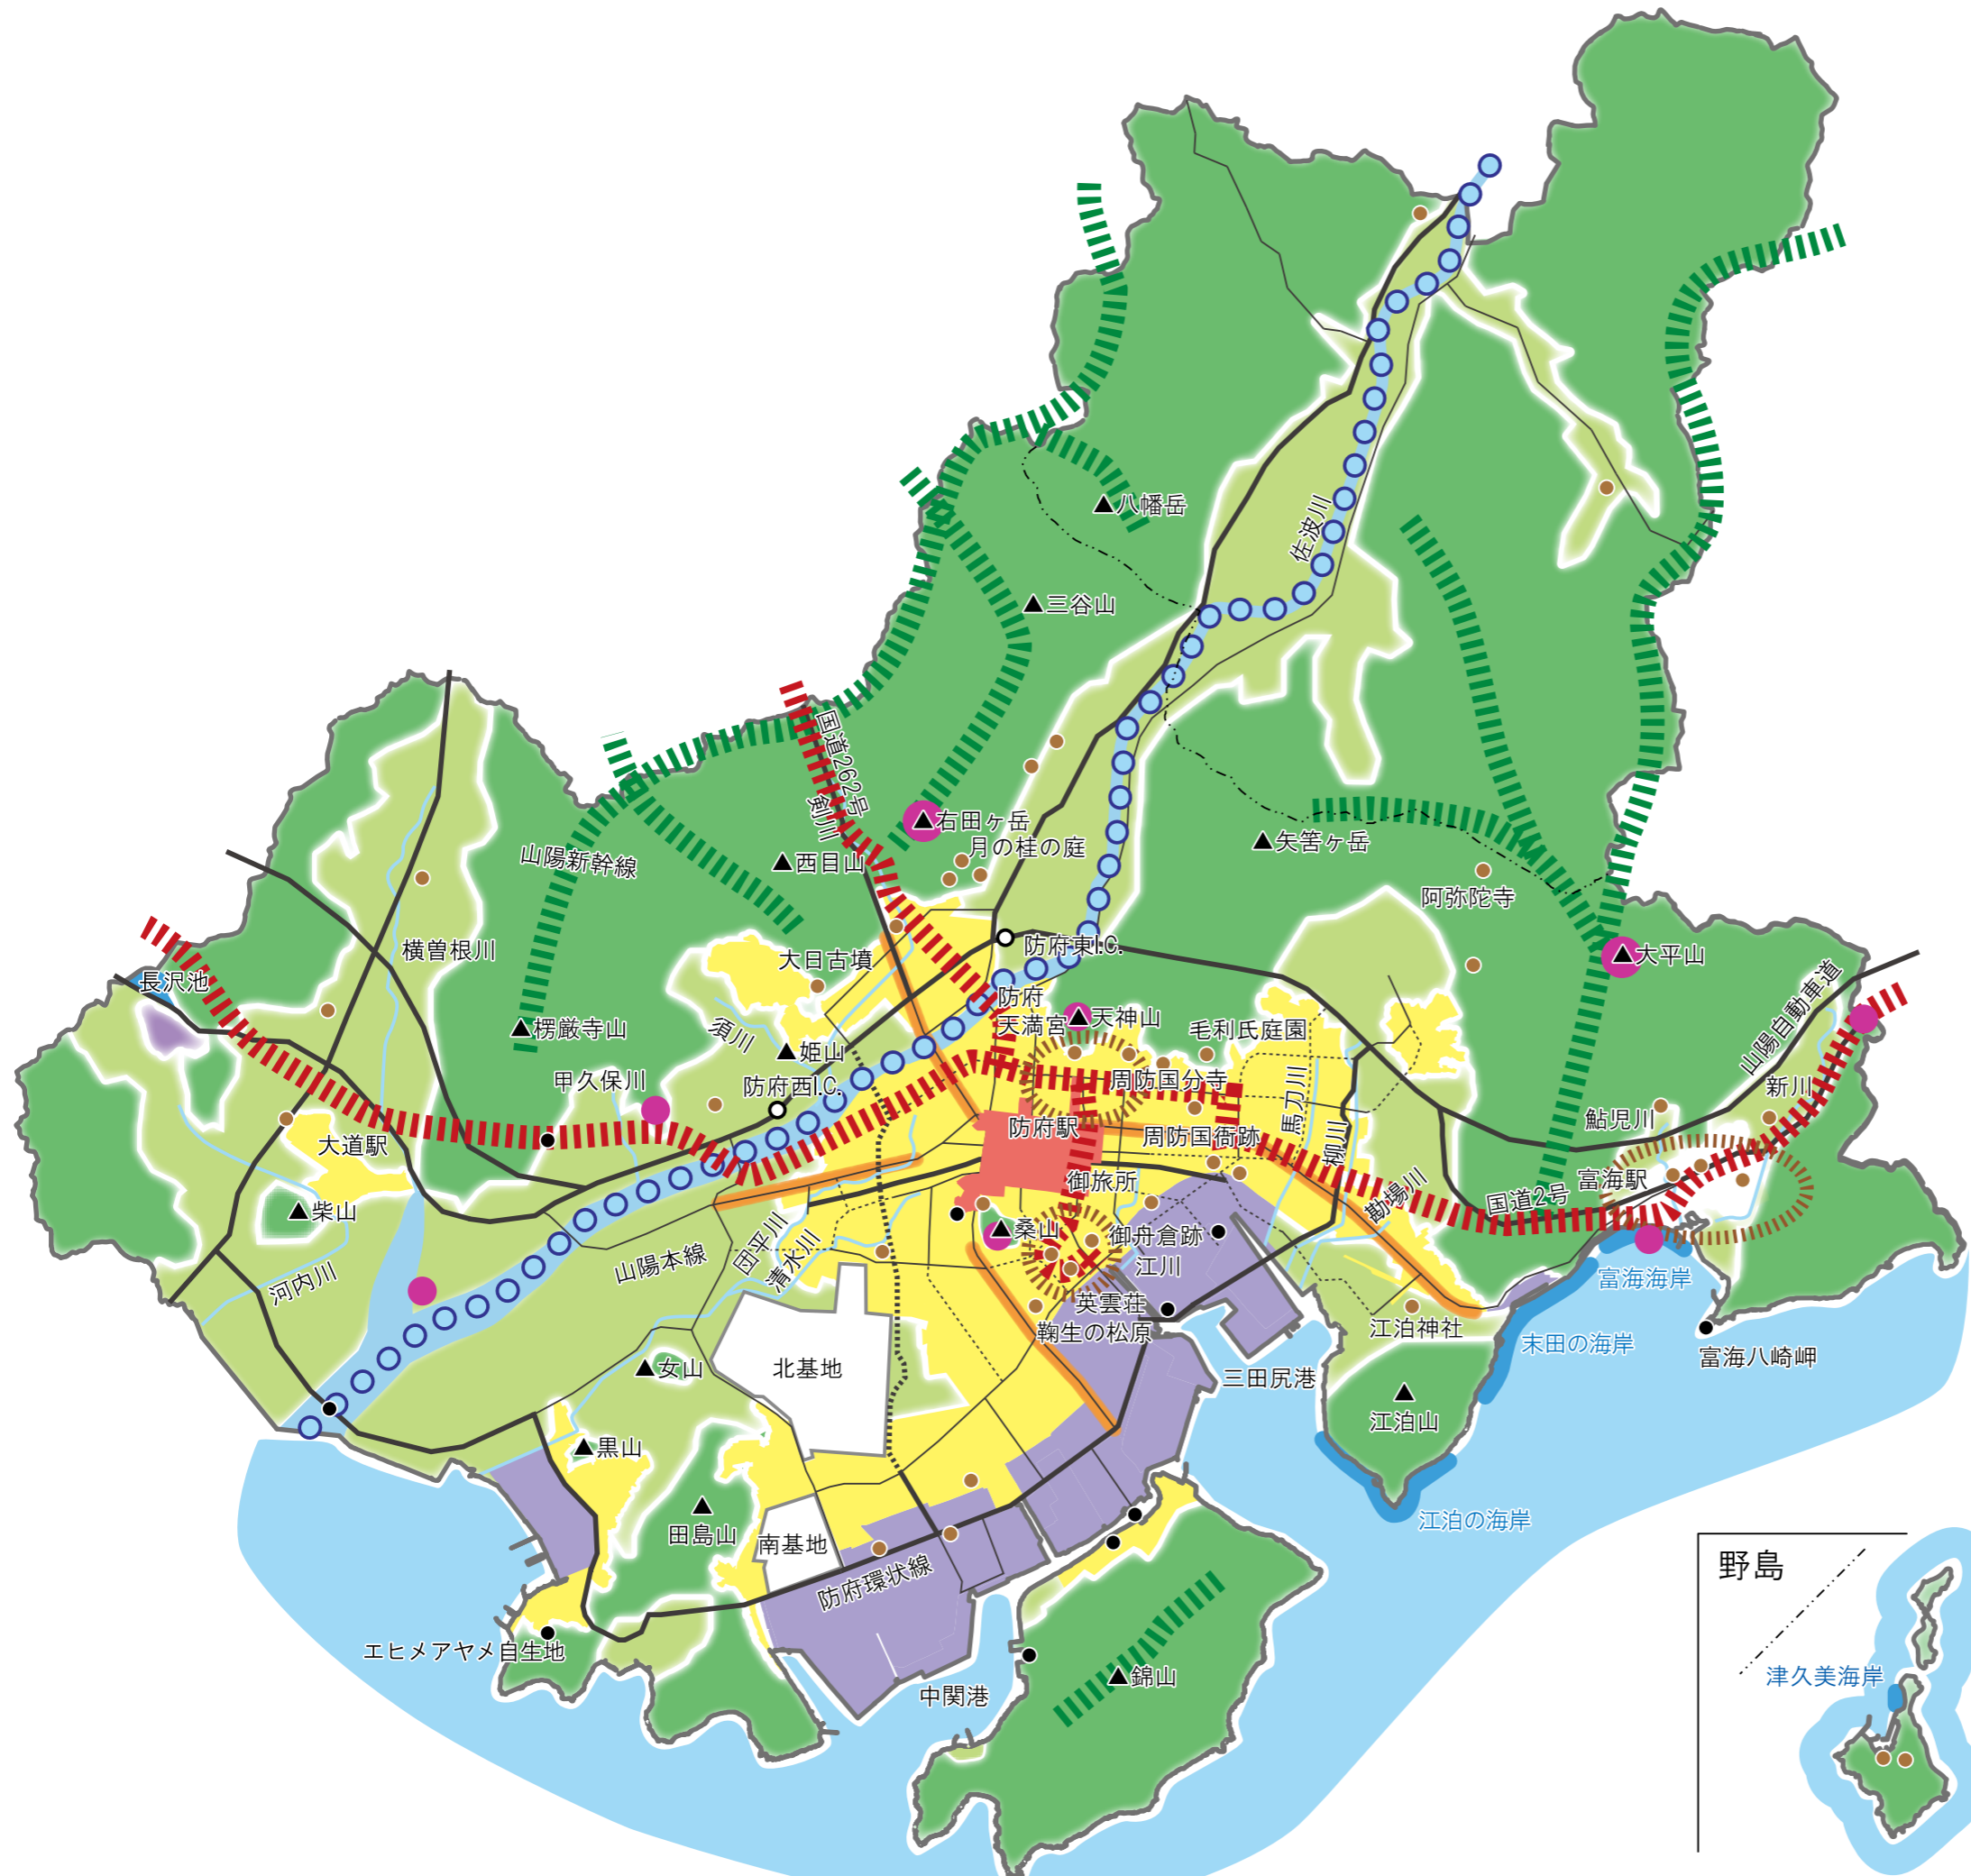 八幡岳
佐波川
三谷山
国道262号
剣川
右田ヶ岳
月の桂の庭
西目山
矢筈ヶ岳
山陽新幹線
阿弥陀寺
横曽根川
大日古墳
防府東I.C.
大平山
長沢池
防府
天満宮
天神山
毛利氏庭園
山陽自動車道
楞厳寺山
須川
姫山
甲久保川
防府西I.C.
周防国分寺
馬刀川
新川
鮎児川
大道駅
防府駅
周防国衙跡
柳川
富海駅
御旅所
勘場川
国道2号
柴山
桑山
御舟倉跡
江川
団平川
清水川
山陽本線
河内川
富海海岸
英雲荘
鞠生の松原
江泊神社
末田の海岸
富海八崎岬
女山
北基地
三田尻港
江泊山
黒山
田島山
南基地
江泊の海岸
防府環状線
野島
エヒメアヤメ自生地
津久美海岸
中関港
錦山